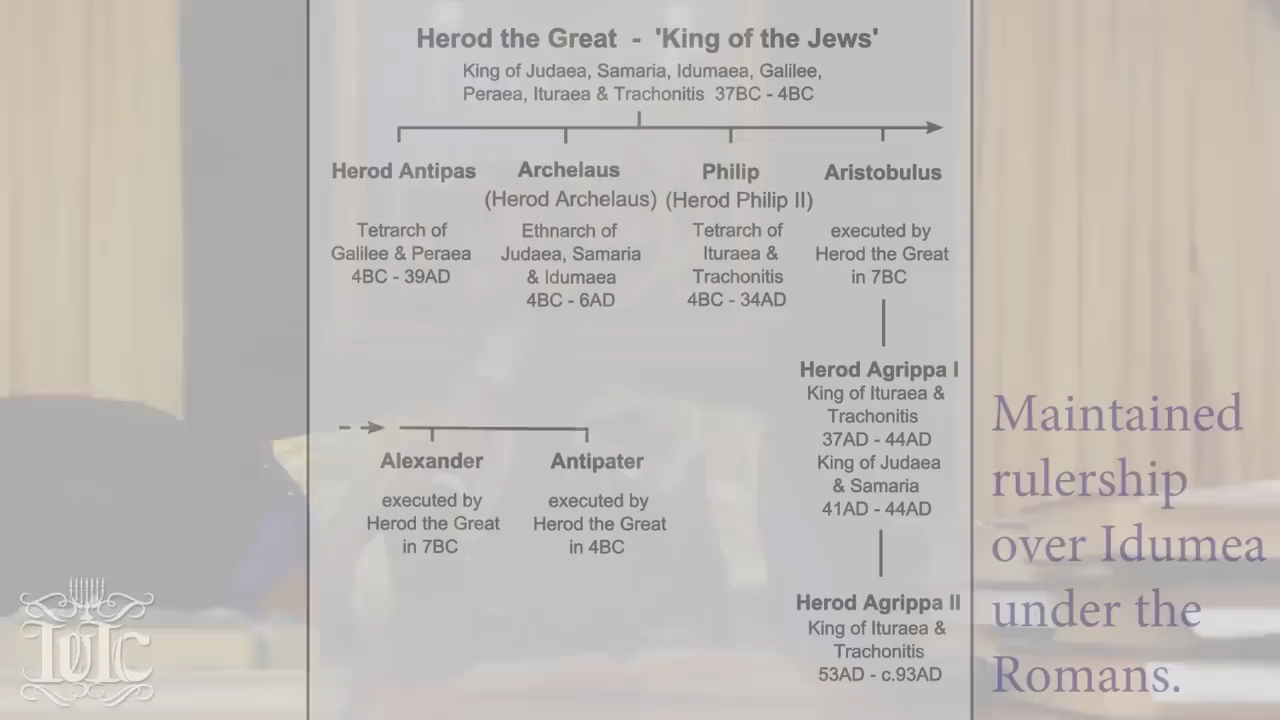 Herod the Great - 'King of the Jews'
King of Judaea, Samaria, Idumaea, Galilee,
Peraea, Ituraea & Trachonitis 37BC - 4BC
Herod Antipas
Tetrarch of
Galilee & Peraea
4BC - 39AD
Archelaus
(Herod Archelaus)
Ethnarch of
Judaea, Samaria
& Idumaea
4BC - 6AD
Philip
(Herod Philip II)
Tetrarch of
Ituraea &
Trachonitis
4BC - 34AD
Aristobulus
executed by
Herod the Great
in 7BC
Herod Agrippa I
King of Ituraea &
Trachonitis
37AD - 44AD
King of Judaea
& Samaria
41AD - 44AD
Herod Agrippa II
King of Ituraea &
Trachonitis
53AD - c.93AD
Alexander
executed by
Herod the Great
in 7BC
Antipater
executed by
Herod the Great
in 4BC
Maintained
rulership
over Idumea
under the
Romans.
IUIC